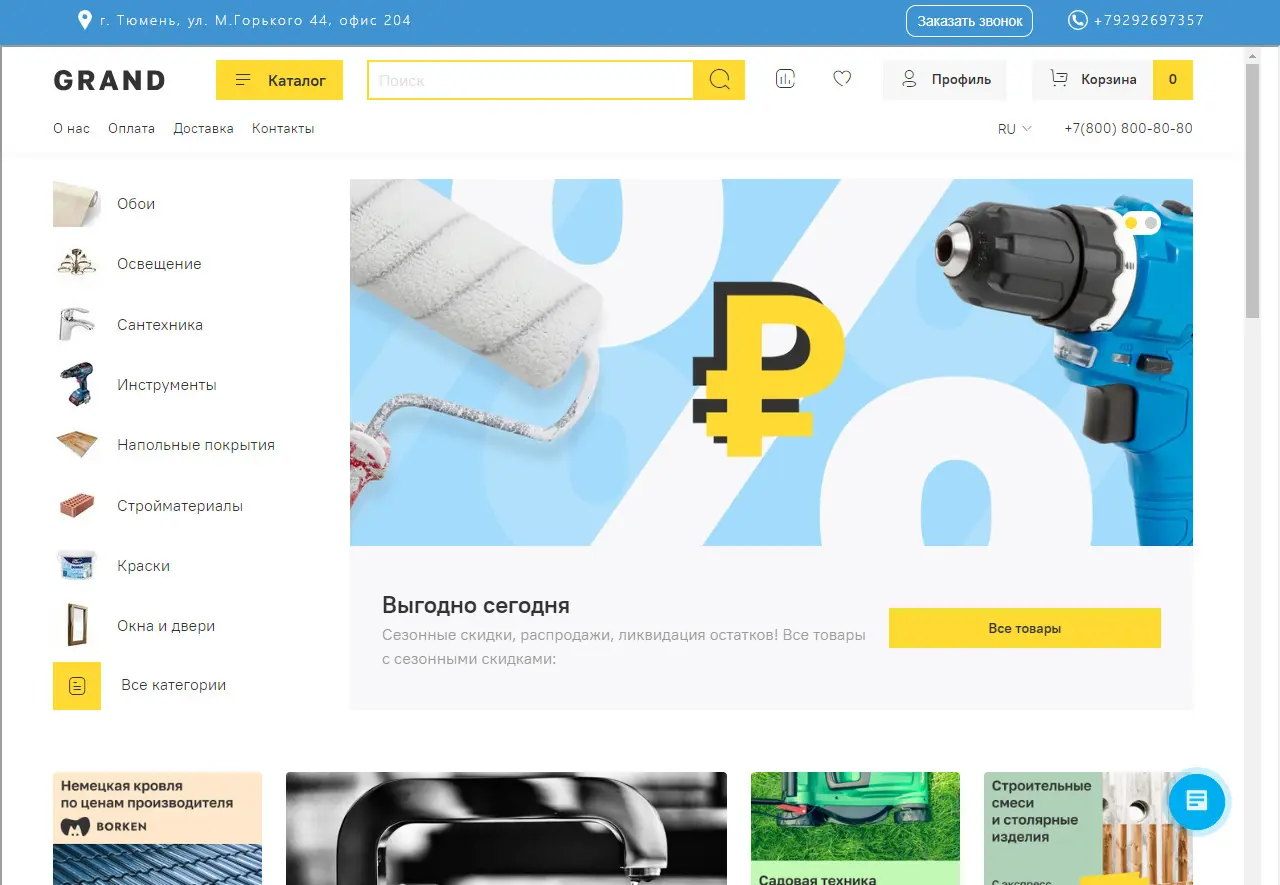 г. Тюмень, ул. М.Горького 44, офис 204
Заказать звонок
+79292697357
GRAND
Каталог
Поиск
Профиль
Корзина
0
О нас
Оплата
Доставка
Контакты
RU
+7(800) 800-80-80
Обои
Освещение
Сантехника
Инструменты
Напольные покрытия
Стройматериалы
Краски
Окна и двери
Все категории
%
₽
Выгодно сегодня
Сезонные скидки, распродажи, ликвидация остатков! Все товары
с сезонными скидками:
Все товары
Немецкая кровля
по ценам производителя
BORKEN
Садовая техника
Строительные
смеси
и столярные
изделия
С экспресс